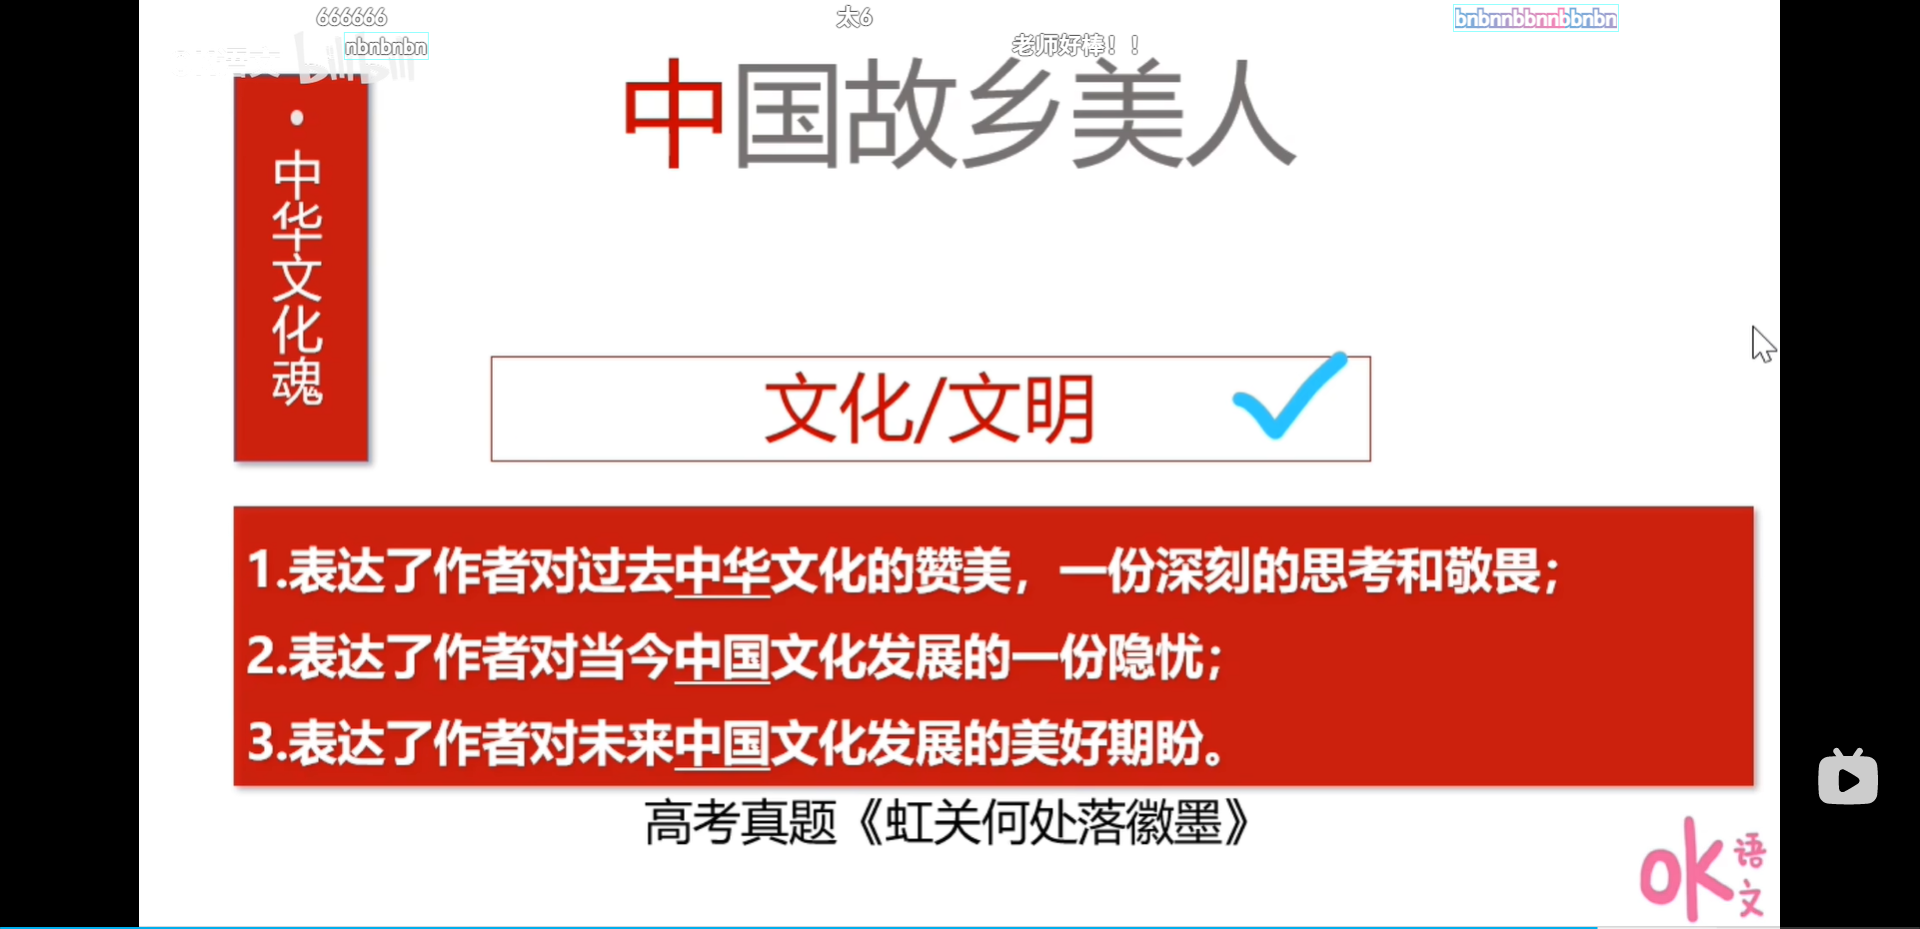 666666
太6
bnbnnbbnnbbnbn
nbnbnbn
老师好棒！！
bilibili
中国故乡美人
·中华文化魂
文化/文明
1.表达了作者对过去中华文化的赞美，一份深刻的思考和敬畏；
2.表达了作者对当今中国文化发展的一份隐忧；
3.表达了作者对未来中国文化发展的美好期盼。
高考真题《虹关何处落徽墨》
ok语文